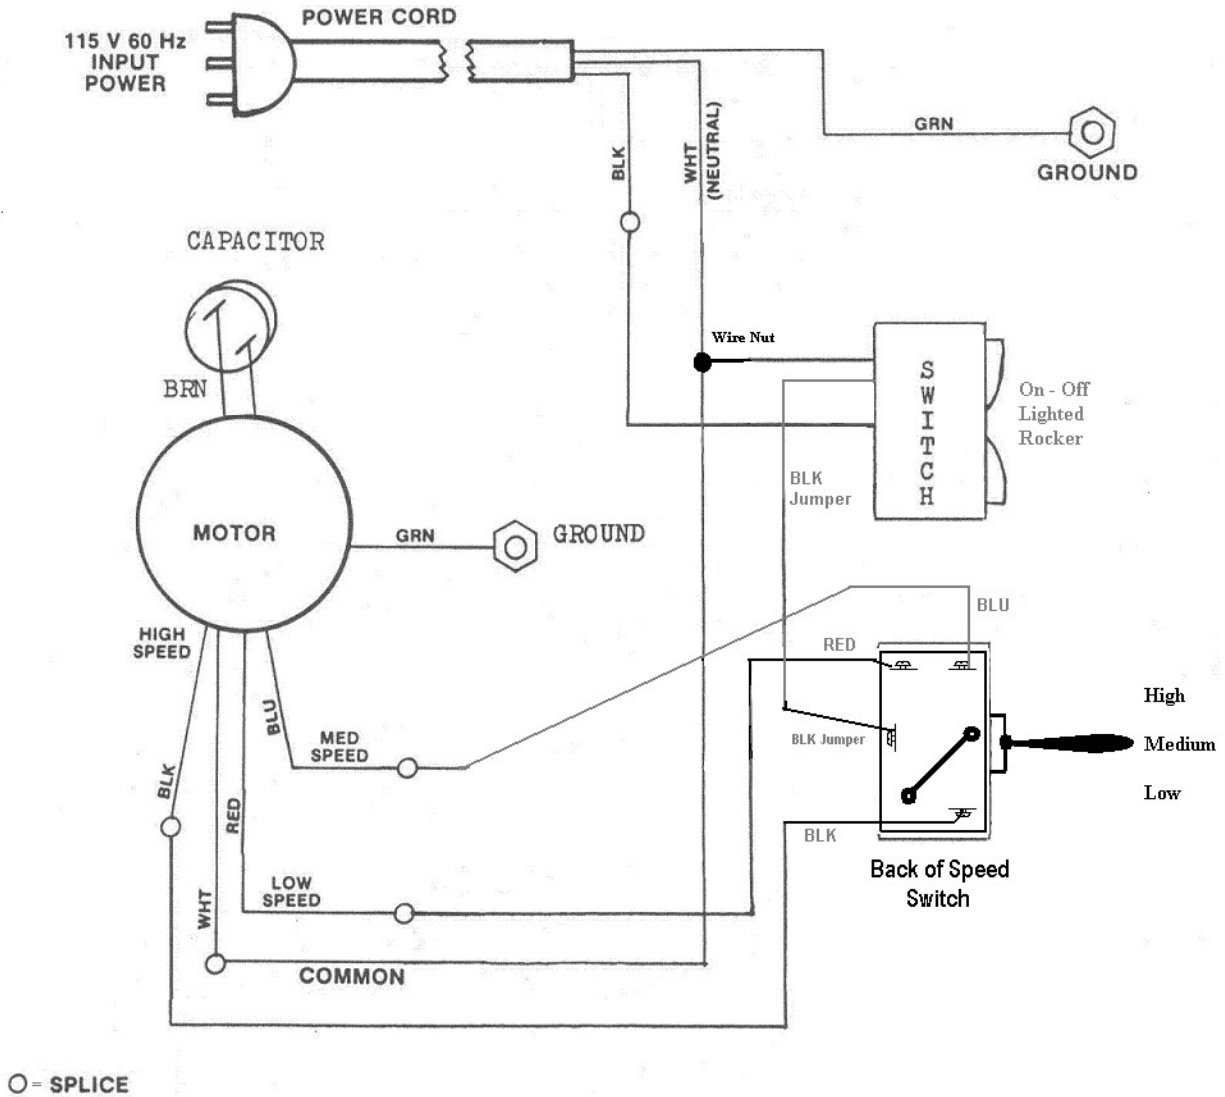 POWER CORD
115 V 60 Hz
INPUT
POWER
BLK
WHT
(NEUTRAL)
GRN
GROUND
CAPACITOR
BRN
Wire Nut
SWITCH
On - Off
Lighted
Rocker
BLK
Jumper
MOTOR
GRN
GROUND
HIGH
SPEED
BLU
RED
BLU
MED
SPEED
BLK
RED
WHT
BLK Jumper
High
Medium
Low
BLK
LOW
SPEED
Back of Speed
Switch
COMMON
O = SPLICE